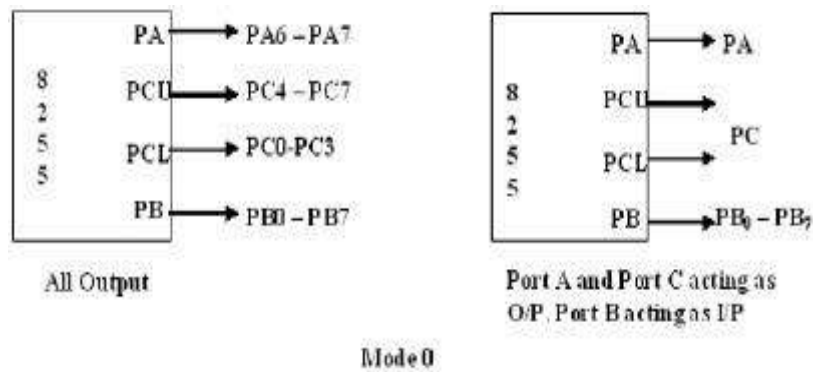 8
2
5
5
PA
PCU
PCL
PB
PA6 – PA7
PC4 – PC7
PC0-PC3
PB0 – PB7
All Output
8
2
5
5
PA
PCU
PCL
PB
PA
PC
PB0 – PB7
Port A and Port C acting as
O/P, Port B acting as I/P
Mode 0